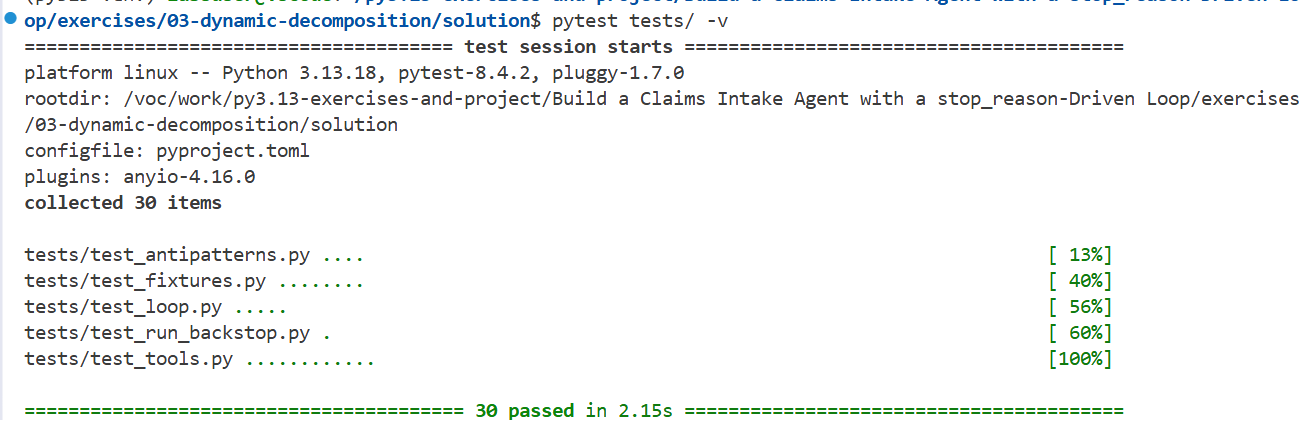 op/exercises/03-dynamic-decomposition/solution$ pytest tests/ -v
======================================= test session starts ========================================
platform linux -- Python 3.13.18, pytest-8.4.2, pluggy-1.7.0
rootdir: /voc/work/py3.13-exercises-and-project/Build a Claims Intake Agent with a stop_reason-Driven Loop/exercises
/03-dynamic-decomposition/solution
configfile: pyproject.toml
plugins: anyio-4.16.0
collected 30 items
tests/test_antipatterns.py .... [ 13%]
tests/test_fixtures.py ........ [ 40%]
tests/test_loop.py ..... [ 56%]
tests/test_run_backstop.py . [ 60%]
tests/test_tools.py ............ [100%]
======================================== 30 passed in 2.15s ========================================